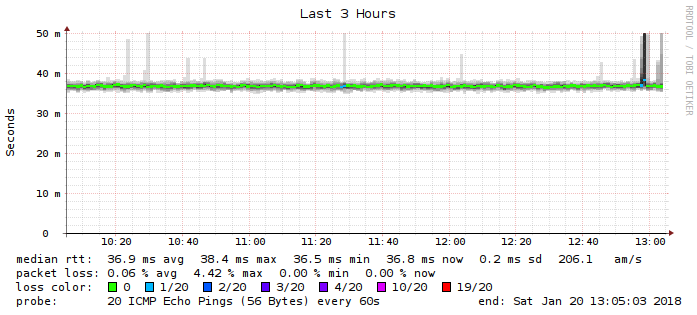 Last 3 Hours
RRDTOOL / TOBI OETIKER
Seconds
50 m
40 m
30 m
20 m
10 m
0
10:20 10:40 11:00 11:20 11:40 12:00 12:20 12:40 13:00
median rtt: 36.9 ms avg 38.4 ms max 36.5 ms min 36.8 ms now 0.2 ms sd 206.1 am/s
packet loss: 0.06 % avg 4.42 % max 0.00 % min 0.00 % now
loss color: 0 1/20 2/20 3/20 4/20 10/20 19/20
probe: 20 ICMP Echo Pings (56 Bytes) every 60s end: Sat Jan 20 13:05:03 2018